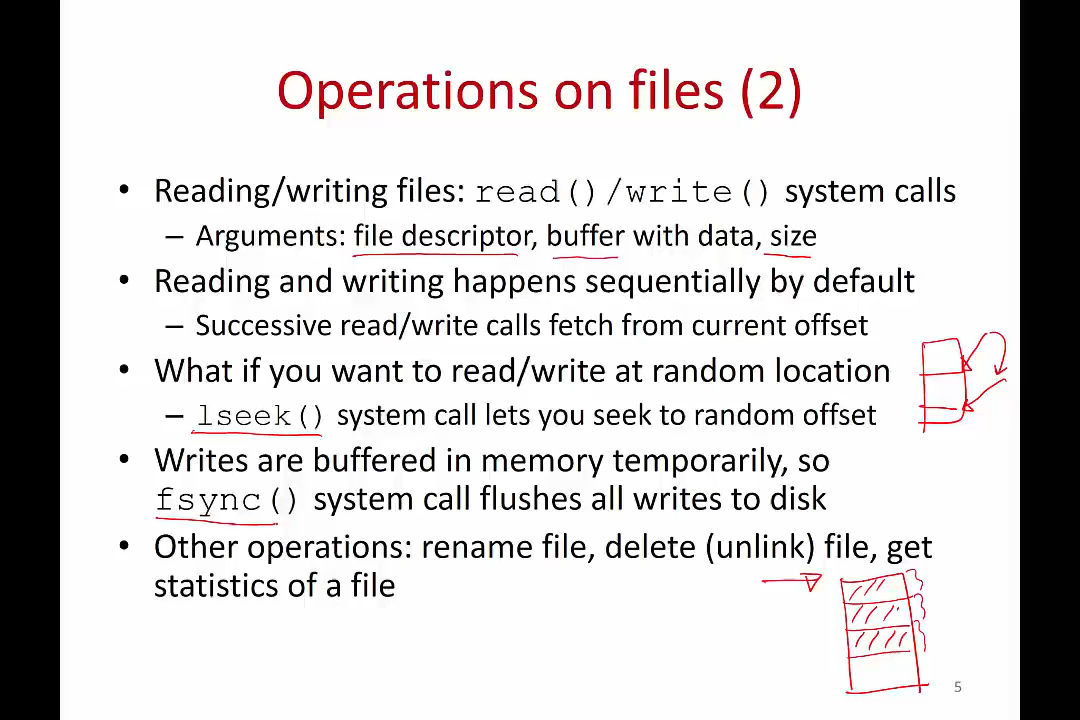 Operations on files (2)
• Reading/writing files: read()/write() system calls
– Arguments: file descriptor, buffer with data, size
• Reading and writing happens sequentially by default
– Successive read/write calls fetch from current offset
• What if you want to read/write at random location
– lseek() system call lets you seek to random offset
• Writes are buffered in memory temporarily, so
fsync() system call flushes all writes to disk
• Other operations: rename file, delete (unlink) file, get
statistics of a file
5